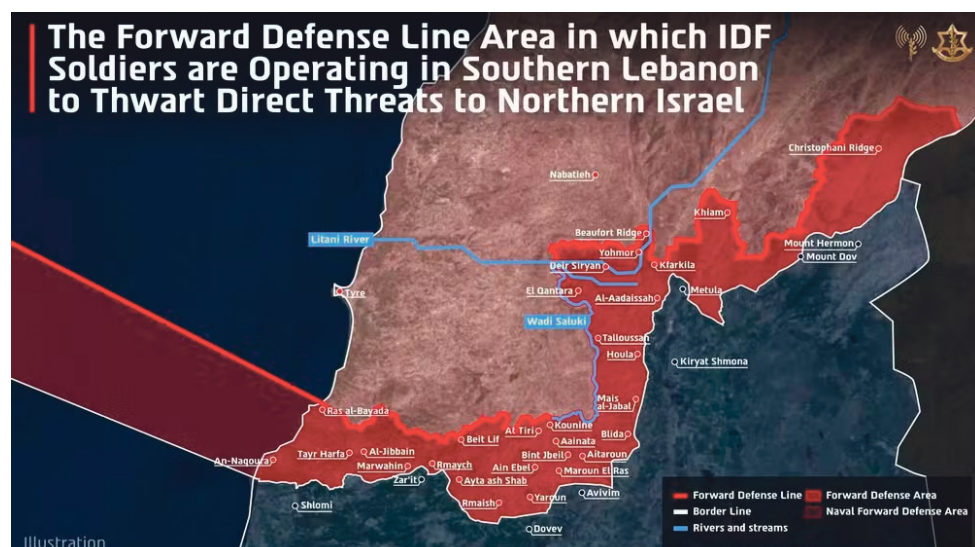 The Forward Defense Line Area in which IDF
Soldiers are Operating in Southern Lebanon
to Thwart Direct Threats to Northern Israel
Christophani Ridge
Nabatieh
Khiam
Beaufort Ridge
Litani River
Mount Hermon
Yohmor
Mount Dov
Deir Siryan
Kfarkila
El Qantara
Metula
Tyre
Al-Aadaissah
Wadi Saluki
Talloussah
Houla
Kiryat Shmona
Mais
al-Jabal
Ras al-Bayada
Kounine
At Tiri
Blida
Beit Lif
Aainata
Tayr Harfa
Al-Jibbain
Bint Jbeil
Aitaroun
An-Naqoura
Marwahin
Rmaych
Ain Ebel
Maroun El Ras
Zar'it
Ayta ash Shab
Avivim
Shlomi
Rmaish
Yaroun
Dovev
Forward Defense Line
Forward Defense Area
Border Line
Naval Forward Defense Area
Rivers and streams
Illustration